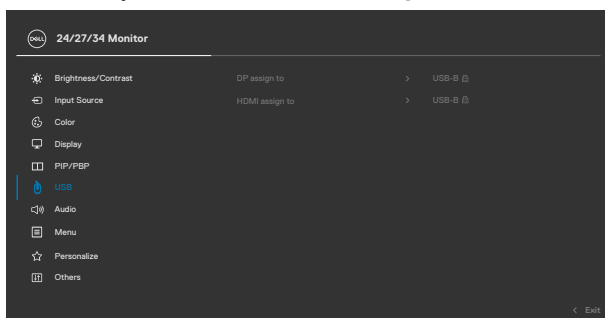 DELL 24/27/34 Monitor
Brightness/Contrast DP assign to > USB-B
Input Source HDMI assign to > USB-B
Color
Display
PIP/PBP
USB
Audio
Menu
Personalize
Others
< Exit